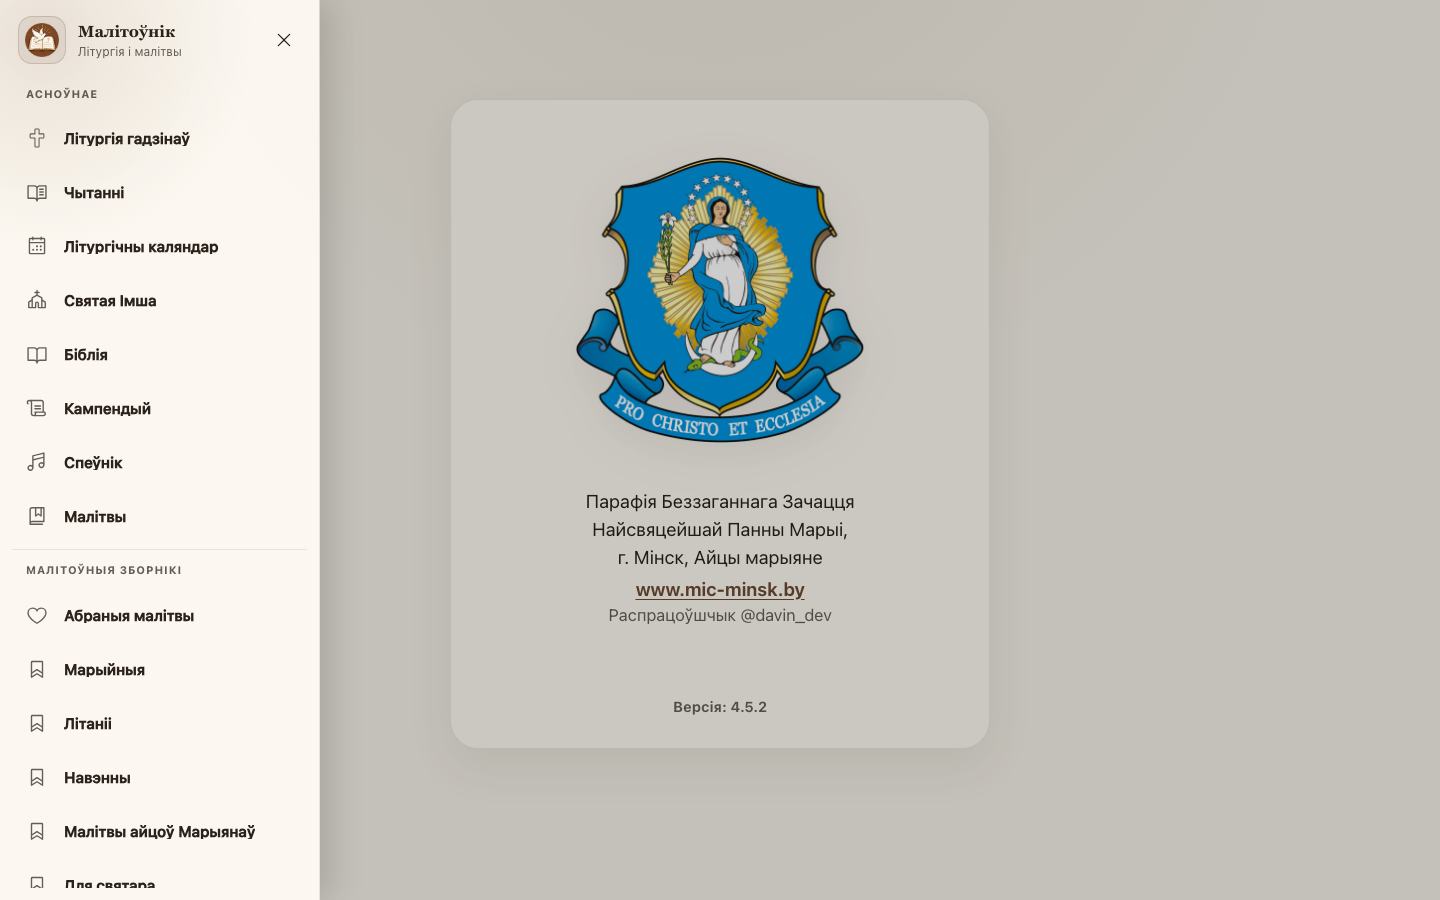 Малітоўнік
Літургія і малітвы
АСНОЎНАЕ
Літургія гадзінаў
Чытанні
Літургічны каляндар
Святая Імша
Біблія
Кампендый
Спеўнік
Малітвы
МАЛІТОЎНЫЯ ЗБОРНІКІ
Абраныя малітвы
Марыйныя
Літаніі
Навэнны
Малітвы айцоў Марыянаў
Для святара
PRO CHRISTO ET ECCLESIA
Парафія Беззаганнага Зачацця
Найсвяцейшай Панны Марыі,
г. Мінск, Айцы марыяне
www.mic-minsk.by
Распрацоўшчык @davin_dev
Версія: 4.5.2